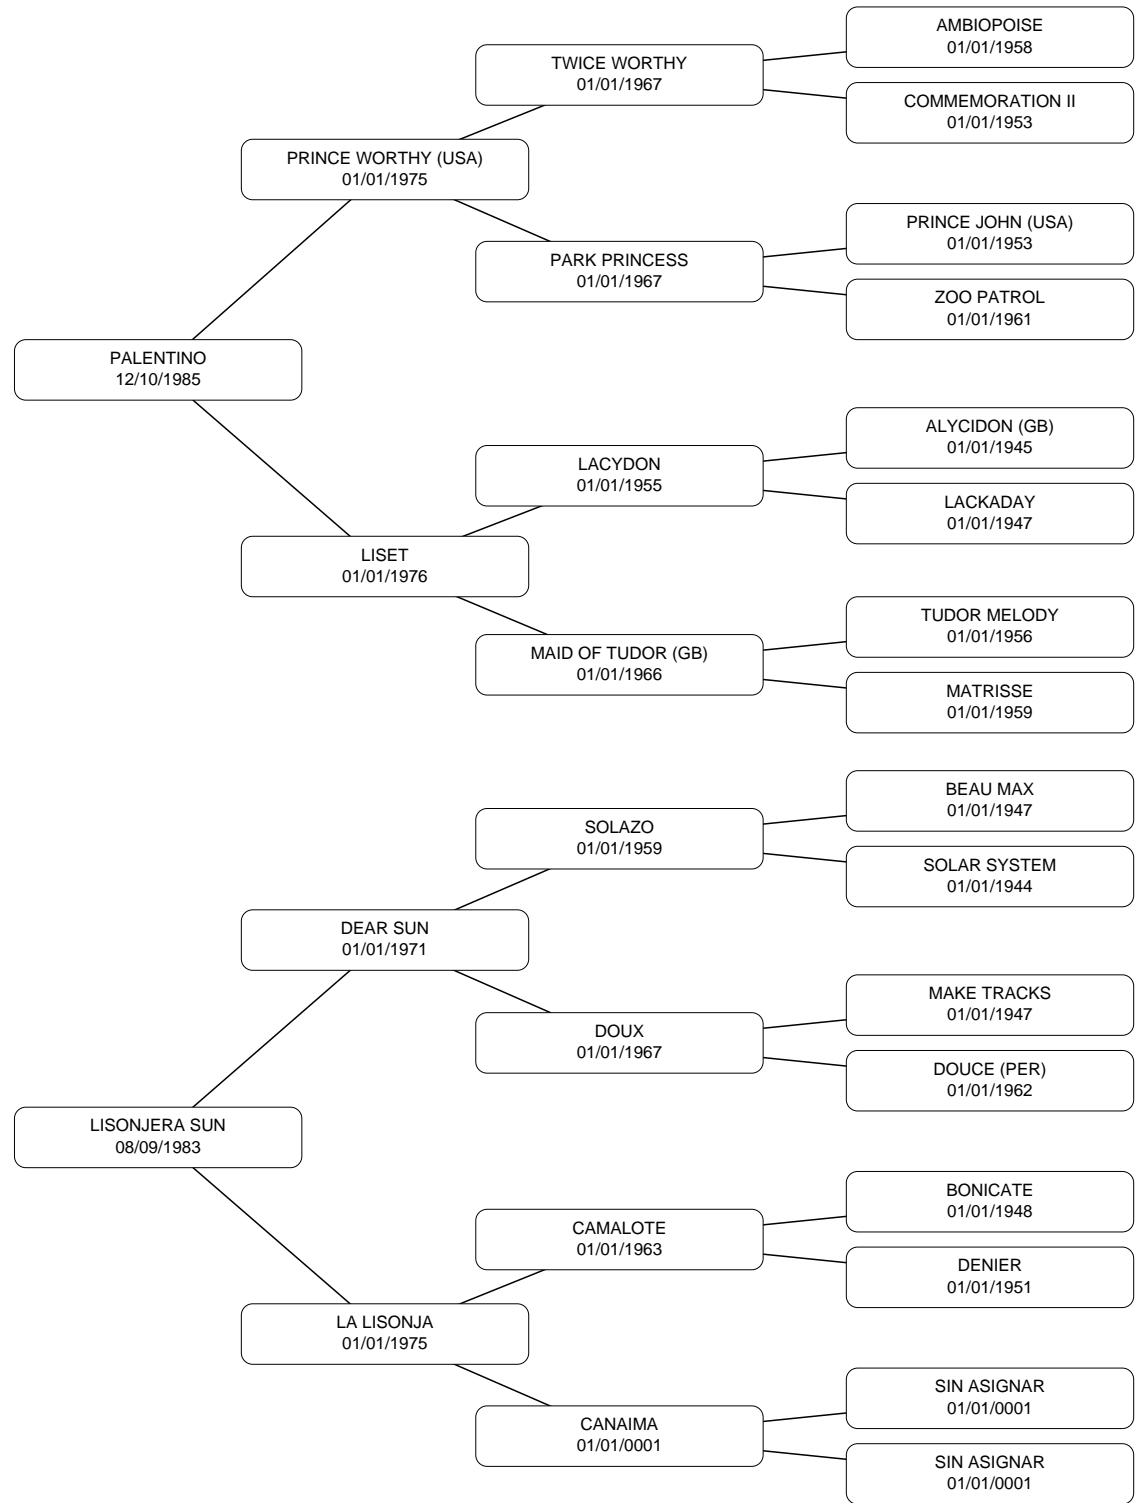 AMBIOPOISE
01/01/1958
TWICE WORTHY
01/01/1967
COMMEMORATION II
01/01/1953
PRINCE WORTHY (USA)
01/01/1975
PRINCE JOHN (USA)
01/01/1953
PARK PRINCESS
01/01/1967
ZOO PATROL
01/01/1961
PALENTINO
12/10/1985
ALYCIDON (GB)
01/01/1945
LACYDON
01/01/1955
LACKADAY
01/01/1947
LISET
01/01/1976
TUDOR MELODY
01/01/1956
MAID OF TUDOR (GB)
01/01/1966
MATRISSE
01/01/1959
BEAU MAX
01/01/1947
SOLAZO
01/01/1959
SOLAR SYSTEM
01/01/1944
DEAR SUN
01/01/1971
MAKE TRACKS
01/01/1947
DOUX
01/01/1967
DOUCE (PER)
01/01/1962
LISONJERA SUN
08/09/1983
BONICATE
01/01/1948
CAMALOTE
01/01/1963
DENIER
01/01/1951
LA LISONJA
01/01/1975
SIN ASIGNAR
01/01/0001
CANAIMA
01/01/0001
SIN ASIGNAR
01/01/0001